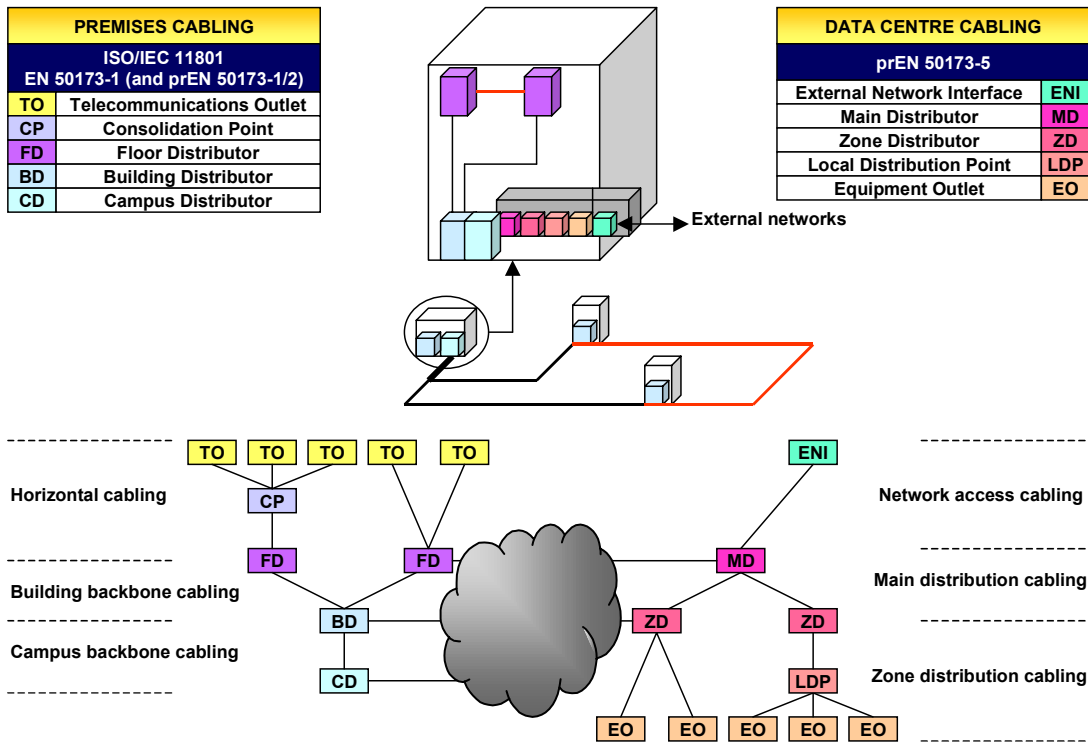 PREMISES CABLING
ISO/IEC 11801
EN 50173-1 (and prEN 50173-1/2)
TO Telecommunications Outlet
CP Consolidation Point
FD Floor Distributor
BD Building Distributor
CD Campus Distributor
DATA CENTRE CABLING
prEN 50173-5
External Network Interface ENI
Main Distributor MD
Zone Distributor ZD
Local Distribution Point LDP
Equipment Outlet EO
External networks
TO TO TO TO TO ENI
Horizontal cabling CP Network access cabling
FD FD MD
Building backbone cabling Main distribution cabling
BD ZD ZD
Campus backbone cabling
CD LDP Zone distribution cabling
EO EO EO EO EO